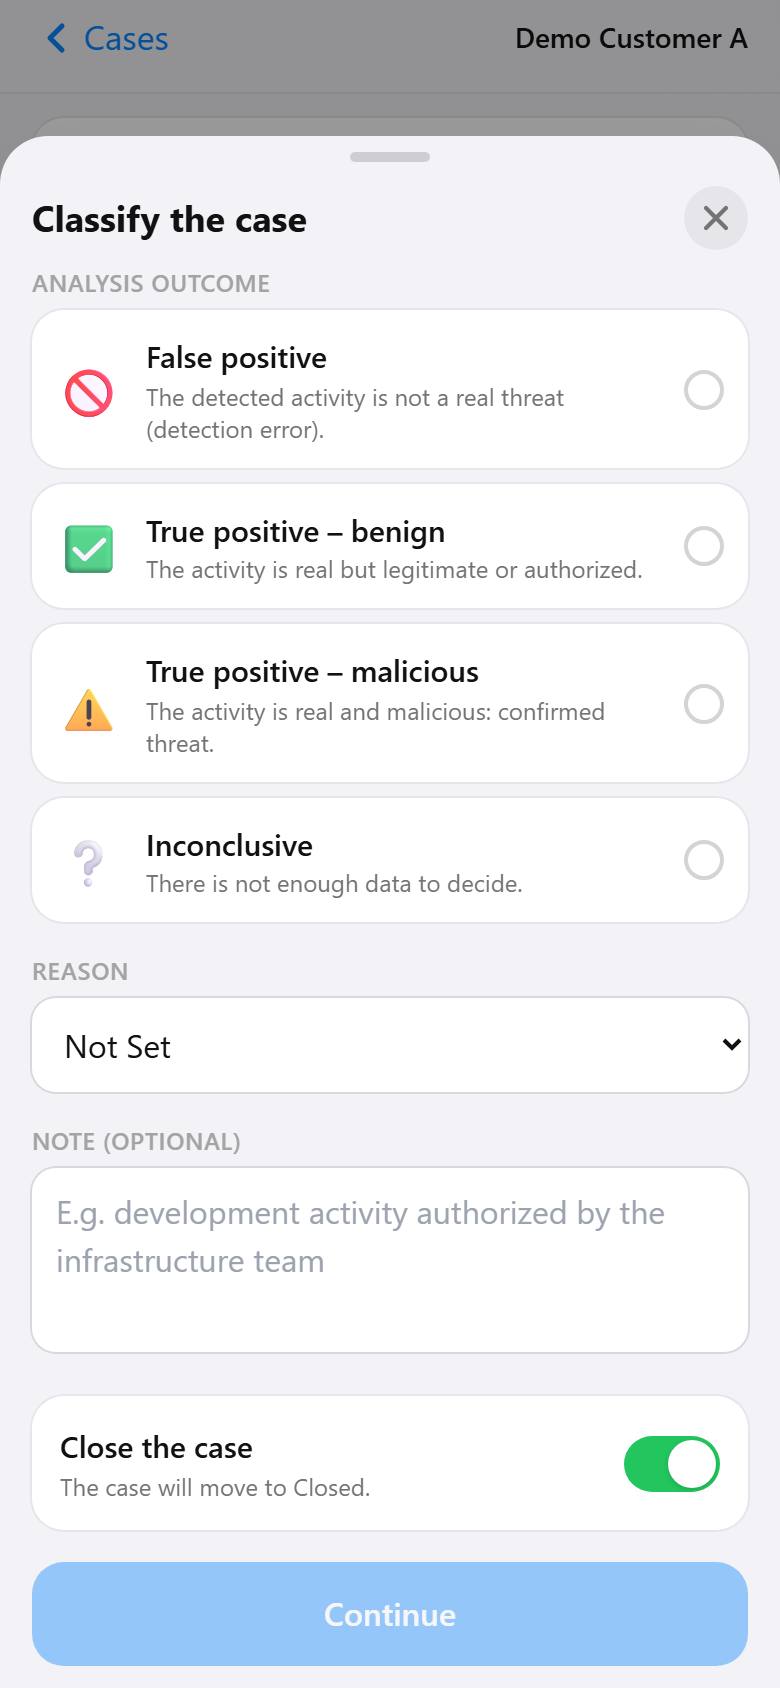 Cases
Demo Customer A
Classify the case
ANALYSIS OUTCOME
False positive
The detected activity is not a real threat
(detection error).
True positive – benign
The activity is real but legitimate or authorized.
True positive – malicious
The activity is real and malicious: confirmed
threat.
Inconclusive
There is not enough data to decide.
REASON
Not Set
NOTE (OPTIONAL)
E.g. development activity authorized by the
infrastructure team
Close the case
The case will move to Closed.
Continue